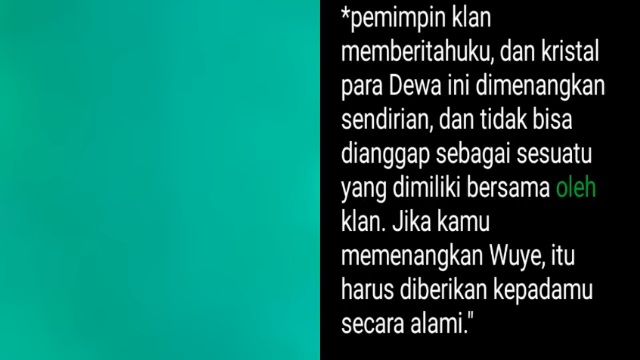 *pemimpin klan
memberitahuku, dan kristal
para Dewa ini dimenangkan
sendirian, dan tidak bisa
dianggap sebagai sesuatu
yang dimiliki bersama oleh
klan. Jika kamu
memenangkan Wuye, itu
harus diberikan kepadamu
secara alami."